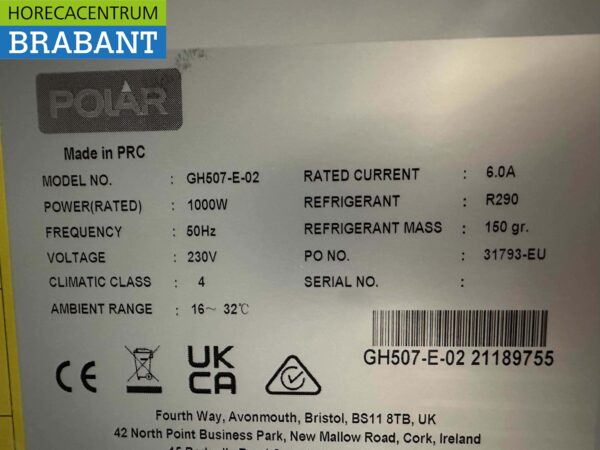 HORECACENTRUM
BRABANT
POLAR
Made in PRC
MODEL NO. : GH507-E-02
POWER(RATED) : 1000W
FREQUENCY : 50Hz
VOLTAGE : 230V
CLIMATIC CLASS : 4
AMBIENT RANGE : 16~ 32℃
RATED CURRENT : 6.0A
REFRIGERANT : R290
REFRIGERANT MASS : 150 gr.
PO NO. : 31793-EU
SERIAL NO. :
GH507-E-02 21189755
CE
UK
CA
Fourth Way, Avonmouth, Bristol, BS11 8TB, UK
42 North Point Business Park, New Mallow Road, Cork, Ireland